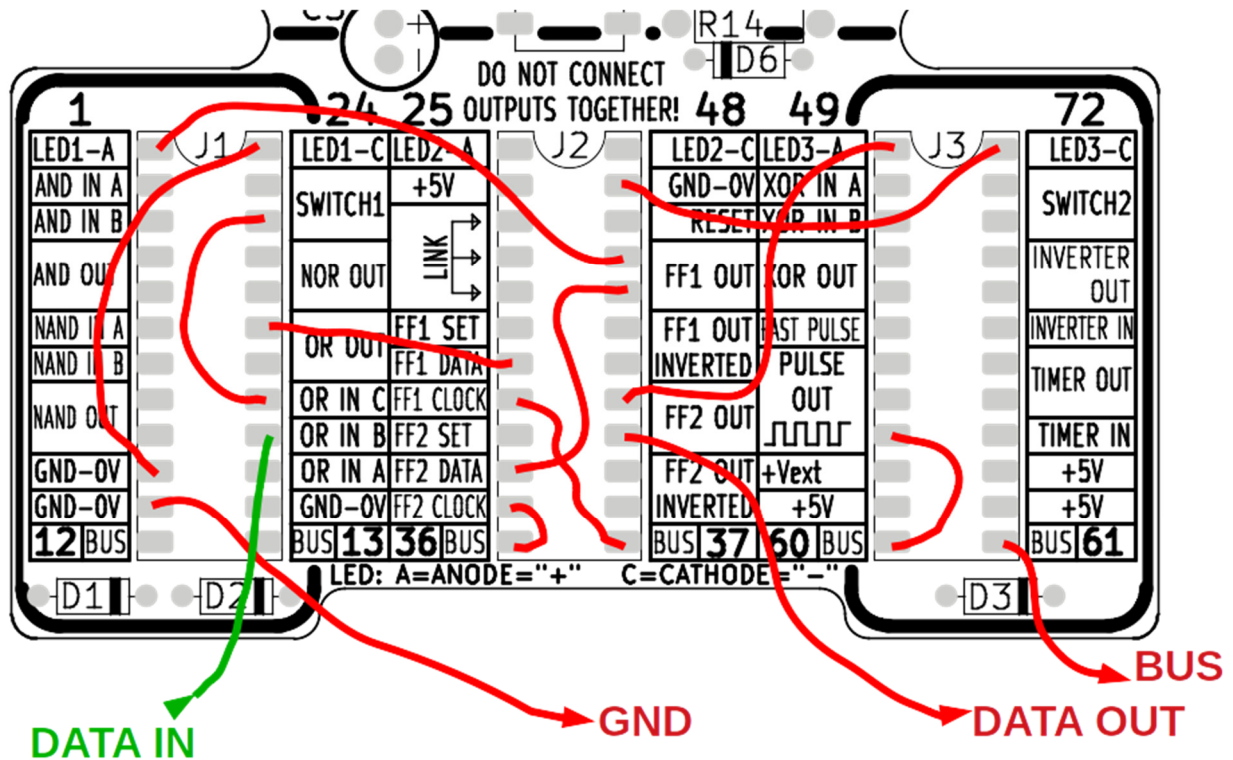 R14
D6
DO NOT CONNECT
OUTPUTS TOGETHER!
1
24
25
48
49
72
J1
J2
J3
LED1-A
AND IN A
AND IN B
AND OUT
NAND IN A
NAND IN B
NAND OUT
GND-0V
GND-0V
12 BUS
LED1-C
SWITCH1
NOR OUT
OR OUT
OR IN C
OR IN B
OR IN A
GND-0V
BUS 13
LED2-A
+5V
LINK
FF1 SET
FF1 DATA
FF1 CLOCK
FF2 SET
FF2 DATA
FF2 CLOCK
36 BUS
LED2-C
GND-0V
RESET
FF1 OUT
FF1 OUT
INVERTED
FF2 OUT
FF2 OUT
INVERTED
BUS 37
LED3-A
XOR IN A
XOR IN B
XOR OUT
FAST PULSE
PULSE
OUT
+Vext
+5V
60 BUS
LED3-C
SWITCH2
INVERTER
OUT
INVERTER IN
TIMER OUT
TIMER IN
+5V
+5V
BUS 61
LED: A=ANODE="+" C=CATHODE="-"
D1
D2
D3
BUS
GND
DATA OUT
DATA IN